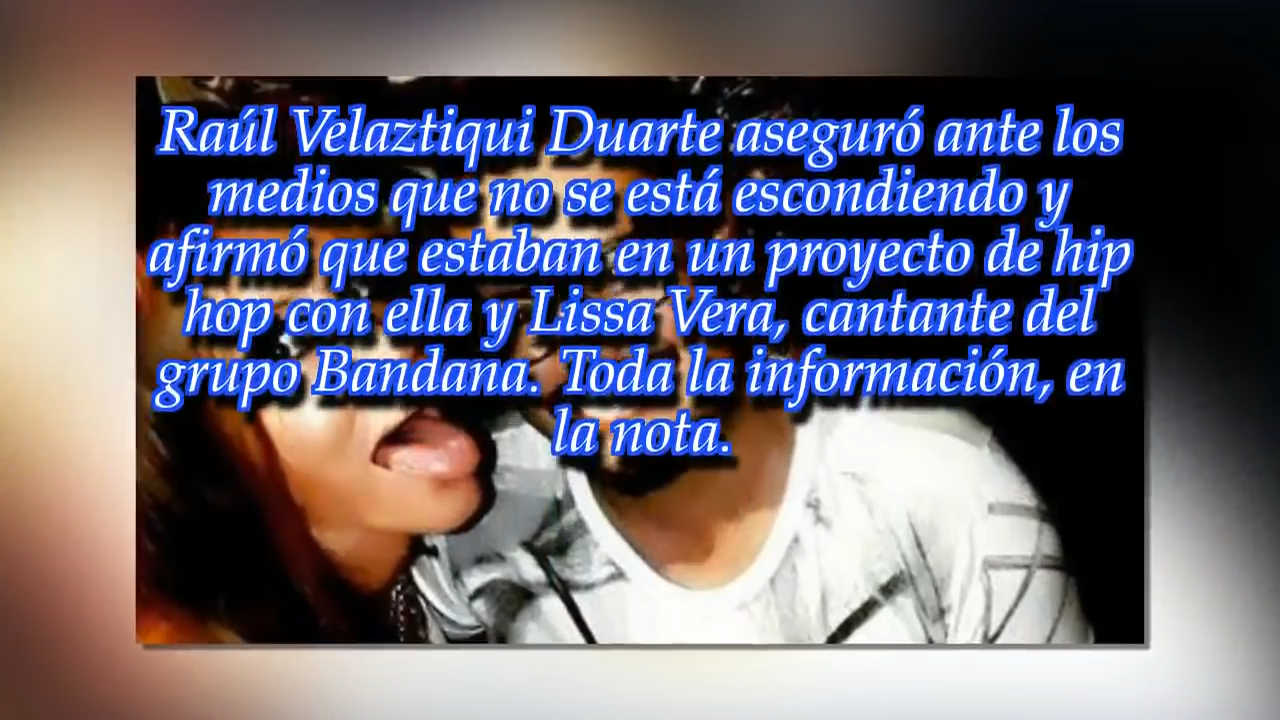 Raúl Velaztiqui Duarte aseguró ante los
medios que no se está escondiendo y
afirmó que estaban en un proyecto de hip
hop con ella y Lissa Vera, cantante del
grupo Bandana. Toda la información, en
la nota.